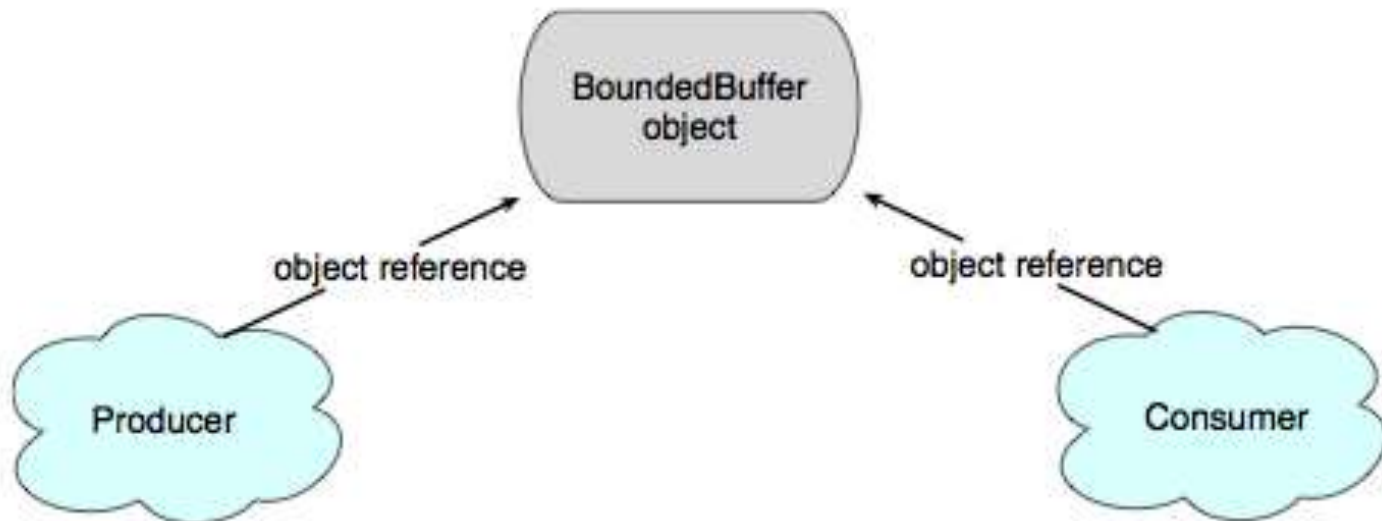 BoundedBuffer
object
object reference
object reference
Producer
Consumer